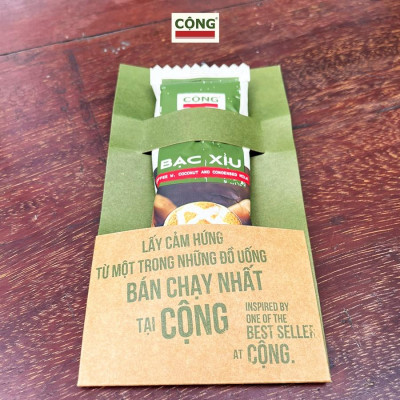 CỘNG
CỘNG
BẠC XỈU
COFFEE W. COCONUT AND CONDENSED MILK
LẤY CẢM HỨNG
TỪ MỘT TRONG NHỮNG ĐỒ UỐNG
BÁN CHẠY NHẤT
TẠI CỘNG
INSPIRED BY
ONE OF THE
BEST SELLER
AT CỘNG.